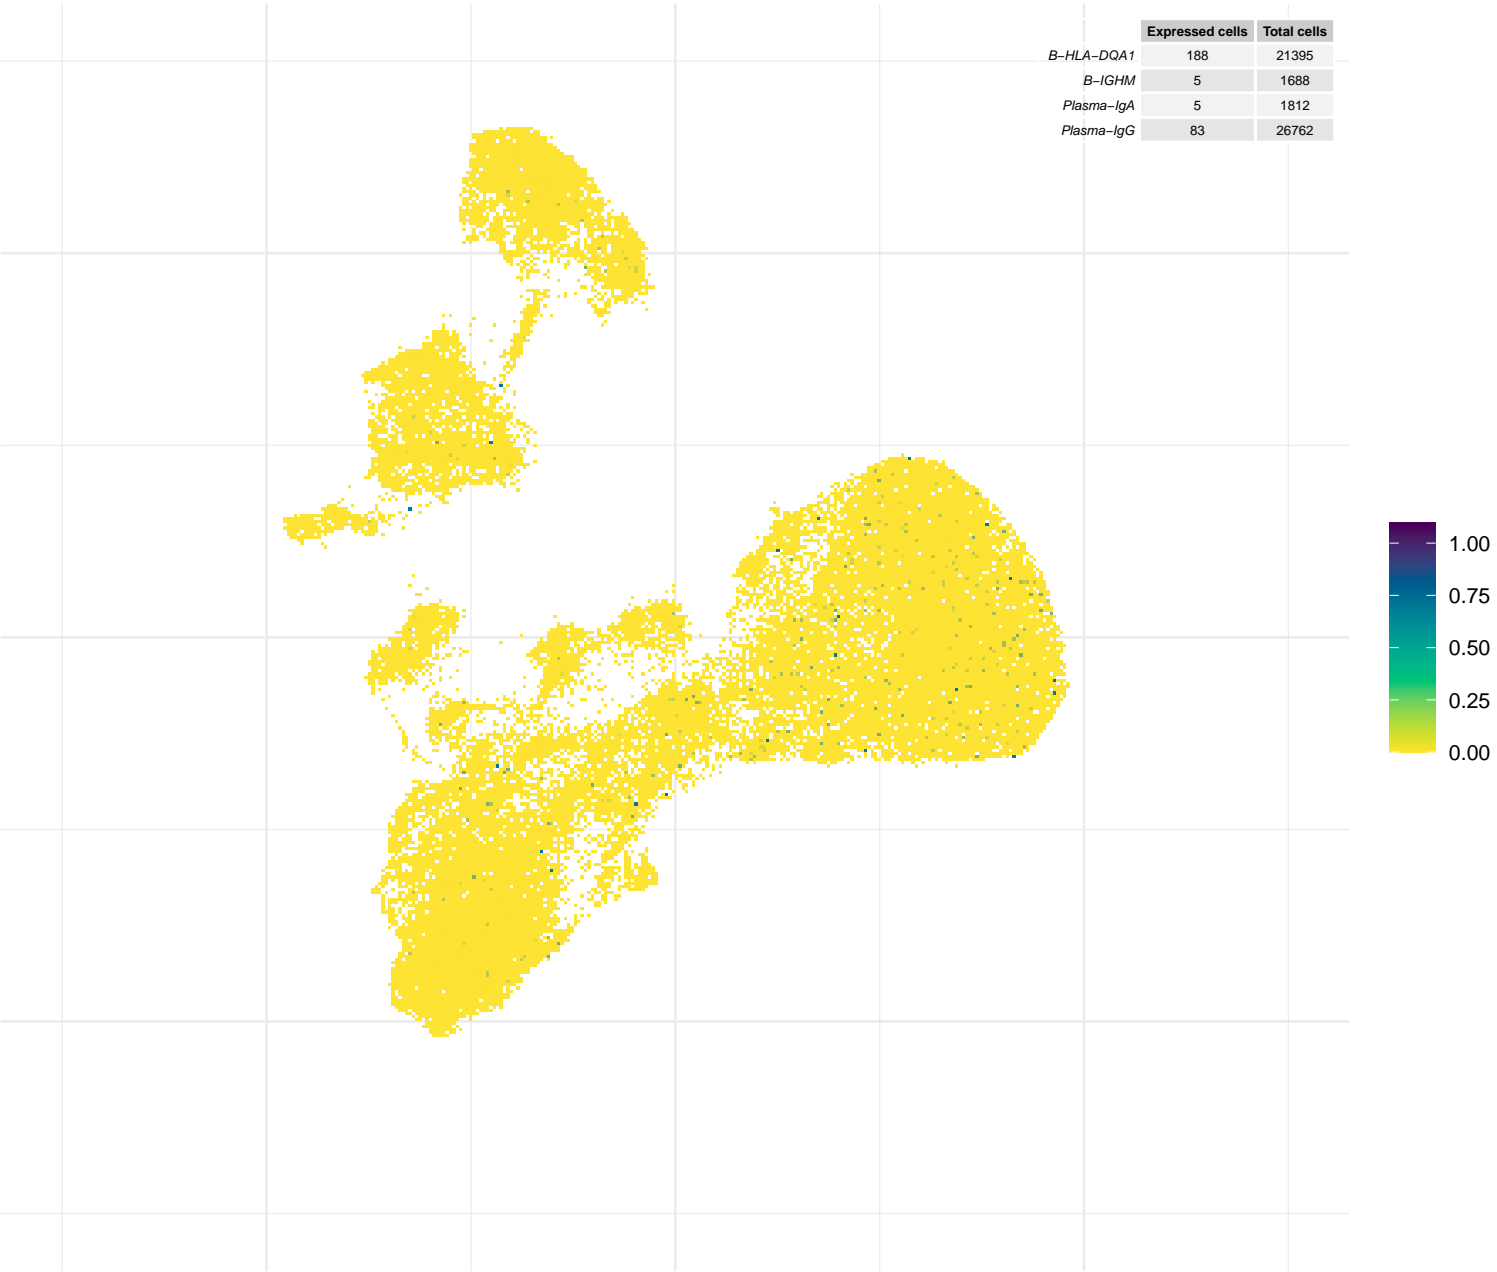 Expressed cells Total cells
B−HLA−DQA1 188 21395
B−IGHM 5 1688
Plasma−IgA 5 1812
Plasma−IgG 83 26762
1.00
0.75
0.50
0.25
0.00